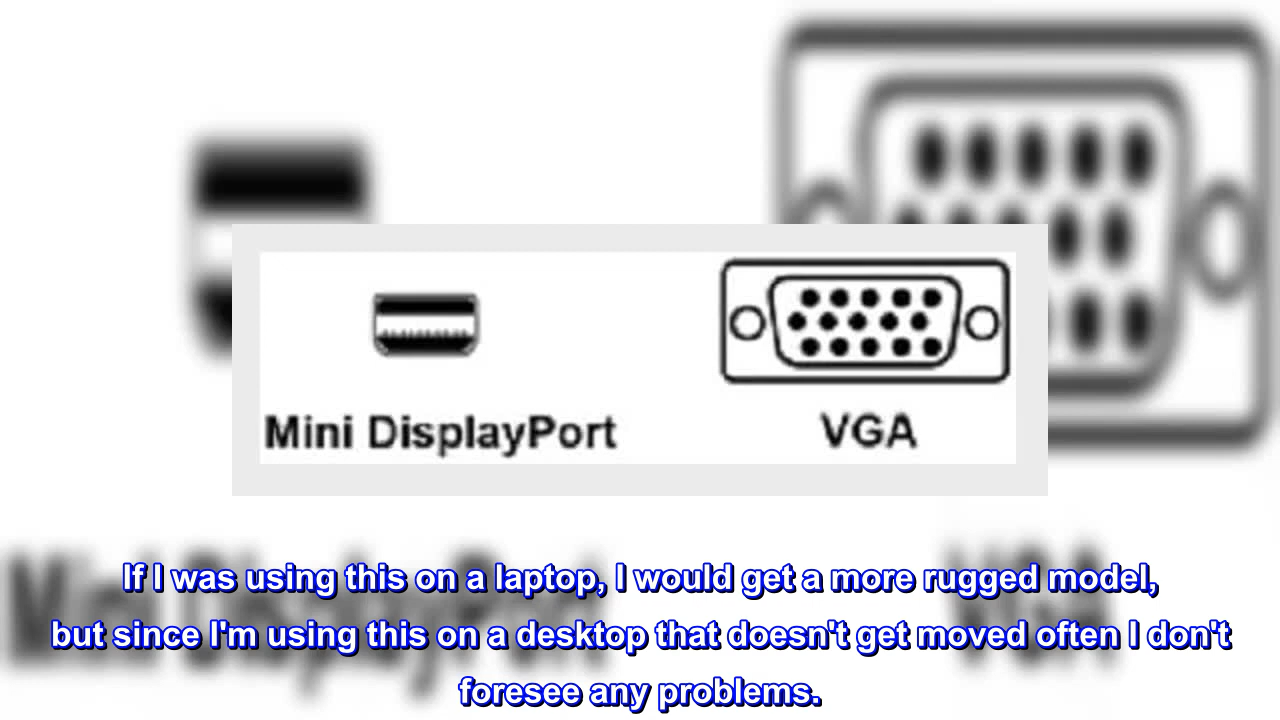 Mini DisplayPort
VGA
If I was using this on a laptop, I would get a more rugged model,
but since I'm using this on a desktop that doesn't get moved often I don't
foresee any problems.